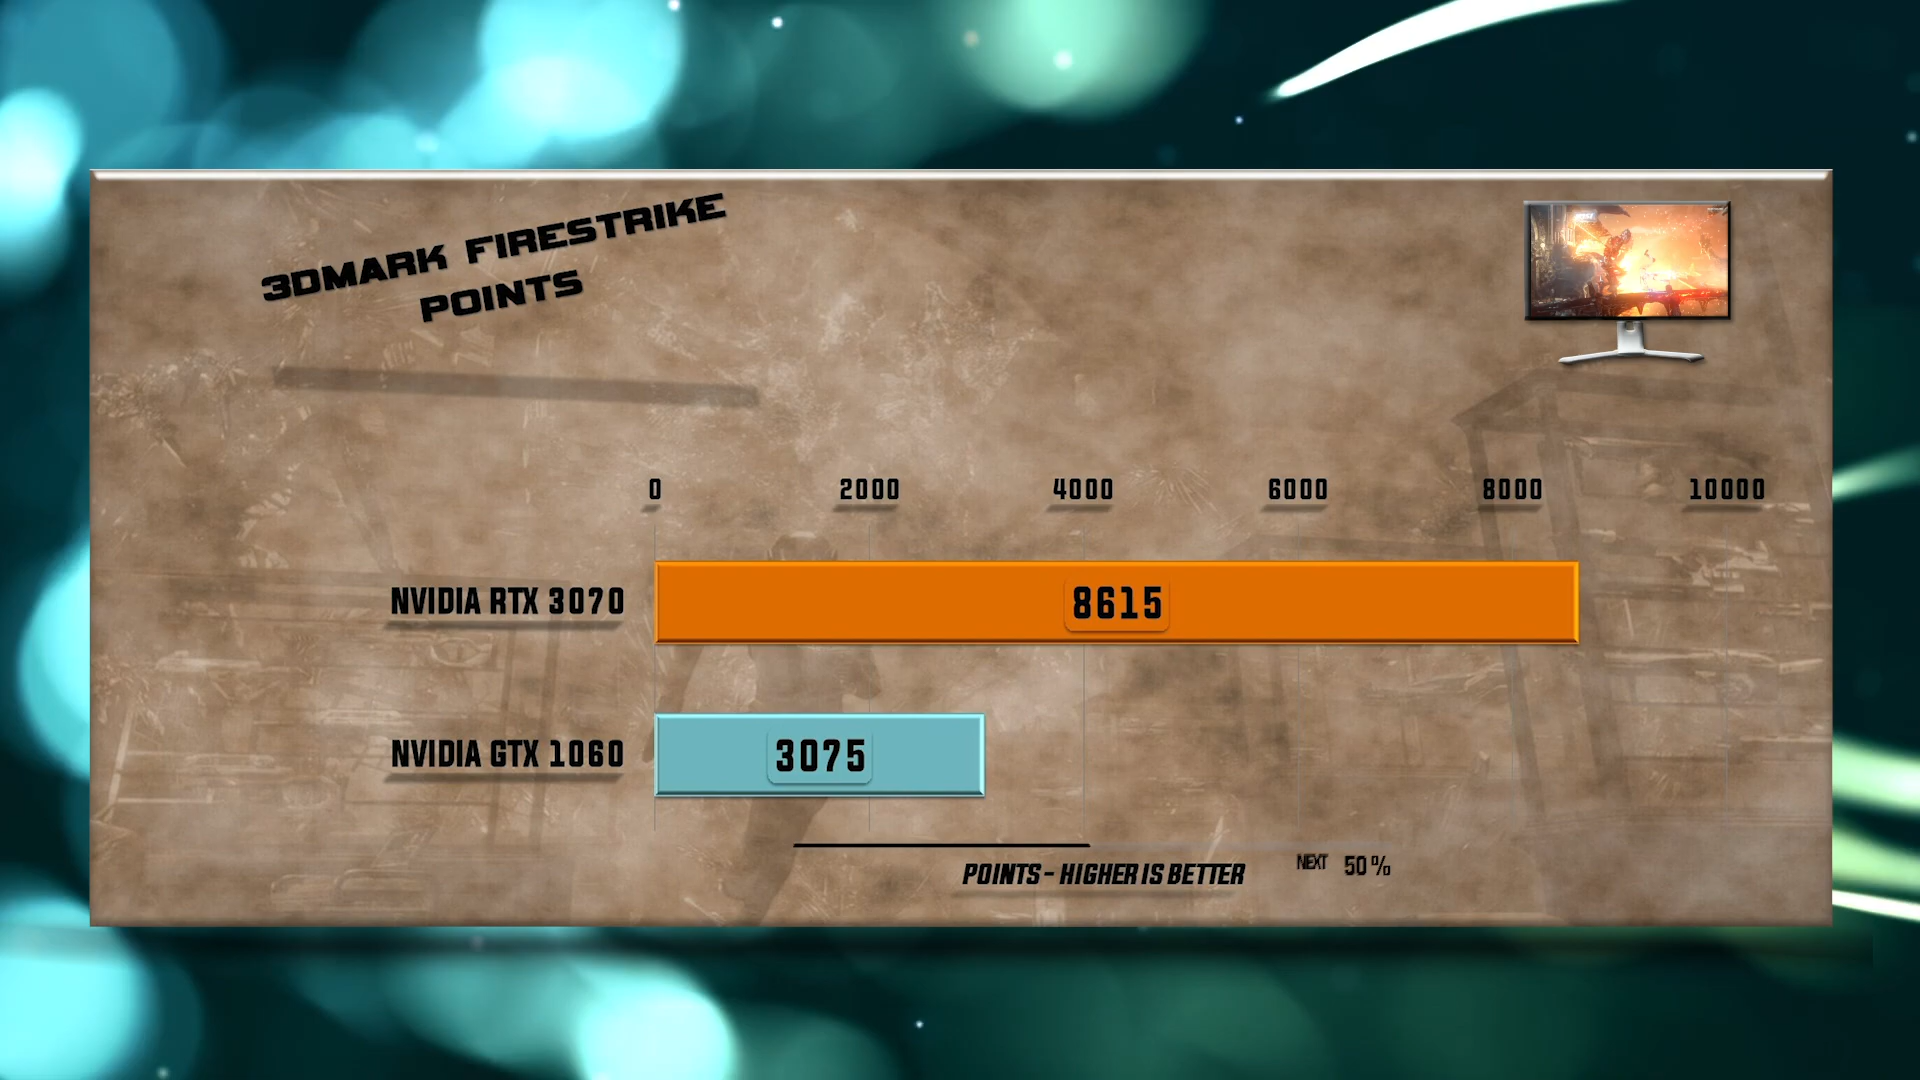 3DMARK FIRESTRIKE
POINTS
0 2000 4000 6000 8000 10000
NVIDIA RTX 3070 8615
NVIDIA GTX 1060 3075
POINTS - HIGHER IS BETTER NEXT 50%